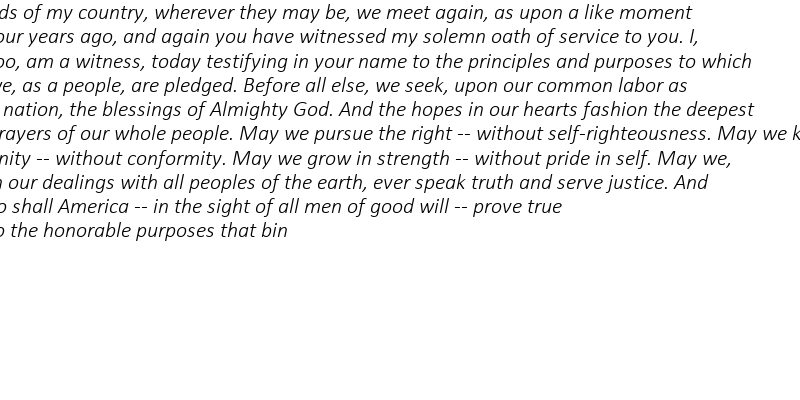 ds of my country, wherever they may be, we meet again, as upon a like moment
our years ago, and again you have witnessed my solemn oath of service to you. I,
oo, am a witness, today testifying in your name to the principles and purposes to which
ve, as a people, are pledged. Before all else, we seek, upon our common labor as
nation, the blessings of Almighty God. And the hopes in our hearts fashion the deepest
rayers of our whole people. May we pursue the right -- without self-righteousness. May we k
nity -- without conformity. May we grow in strength -- without pride in self. May we,
n our dealings with all peoples of the earth, ever speak truth and serve justice. And
o shall America -- in the sight of all men of good will -- prove true
o the honorable purposes that bin